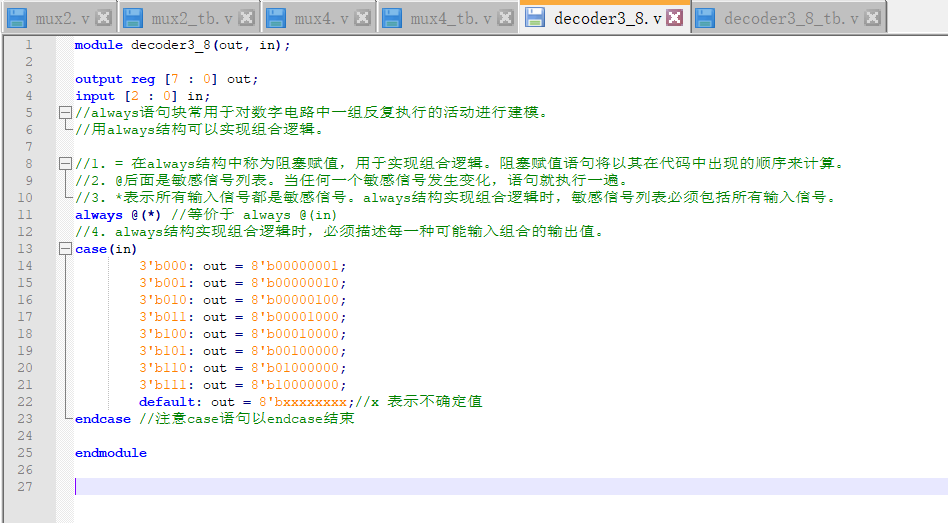 mux2.v mux2_tb.v mux4.v mux4_tb.v decoder3_8.v decoder3_8_tb.v
1 module decoder3_8(out, in);
2
3 output reg [7 : 0] out;
4 input [2 : 0] in;
5 //always语句块常用于对数字电路中一组反复执行的活动进行建模。
6 //用always结构可以实现组合逻辑。
7
8 //1. = 在always结构中称为阻塞赋值，用于实现组合逻辑。阻塞赋值语句将以其在代码中出现的顺序来计算。
9 //2. @后面是敏感信号列表。当任何一个敏感信号发生变化，语句就执行一遍。
10 //3. *表示所有输入信号都是敏感信号。always结构实现组合逻辑时，敏感信号列表必须包括所有输入信号。
11 always @(*) //等价于 always @(in)
12 //4. always结构实现组合逻辑时，必须描述每一种可能输入组合的输出值。
13 case(in)
14 3'b000: out = 8'b00000001;
15 3'b001: out = 8'b00000010;
16 3'b010: out = 8'b00000100;
17 3'b011: out = 8'b00001000;
18 3'b100: out = 8'b00010000;
19 3'b101: out = 8'b00100000;
20 3'b110: out = 8'b01000000;
21 3'b111: out = 8'b10000000;
22 default: out = 8'bxxxxxxxx;//x 表示不确定值
23 endcase //注意case语句以endcase结束
24
25 endmodule
26
27